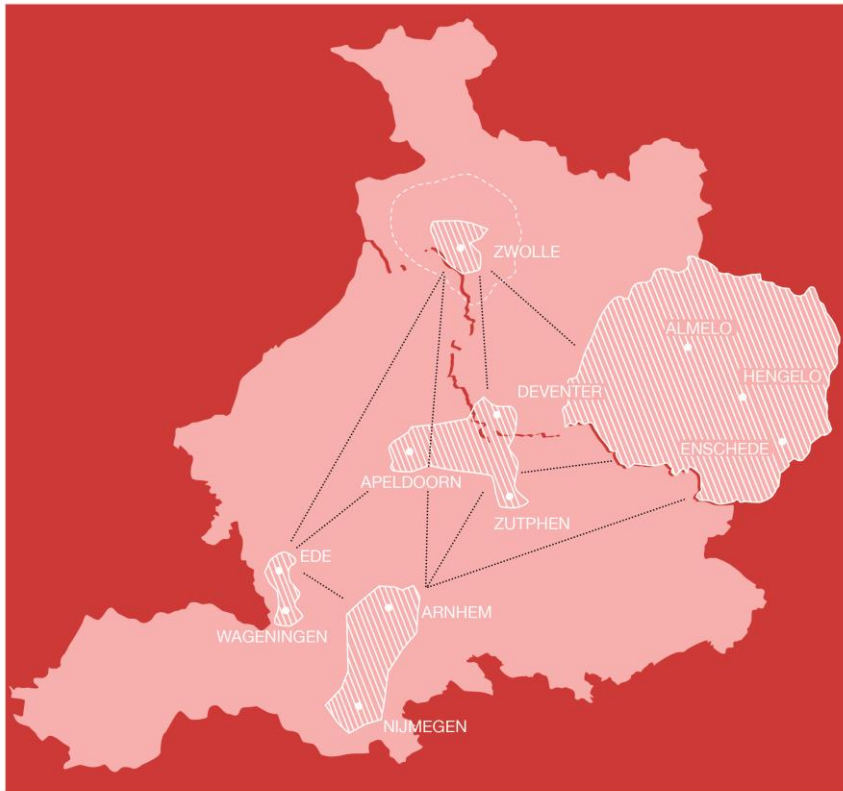 ZWOLLE
ALMELO
HENGELO
DEVENTER
ENSCHEDE
APELDOORN
ZUTPHEN
EDE
ARNHEM
WAGENINGEN
NIJMEGEN